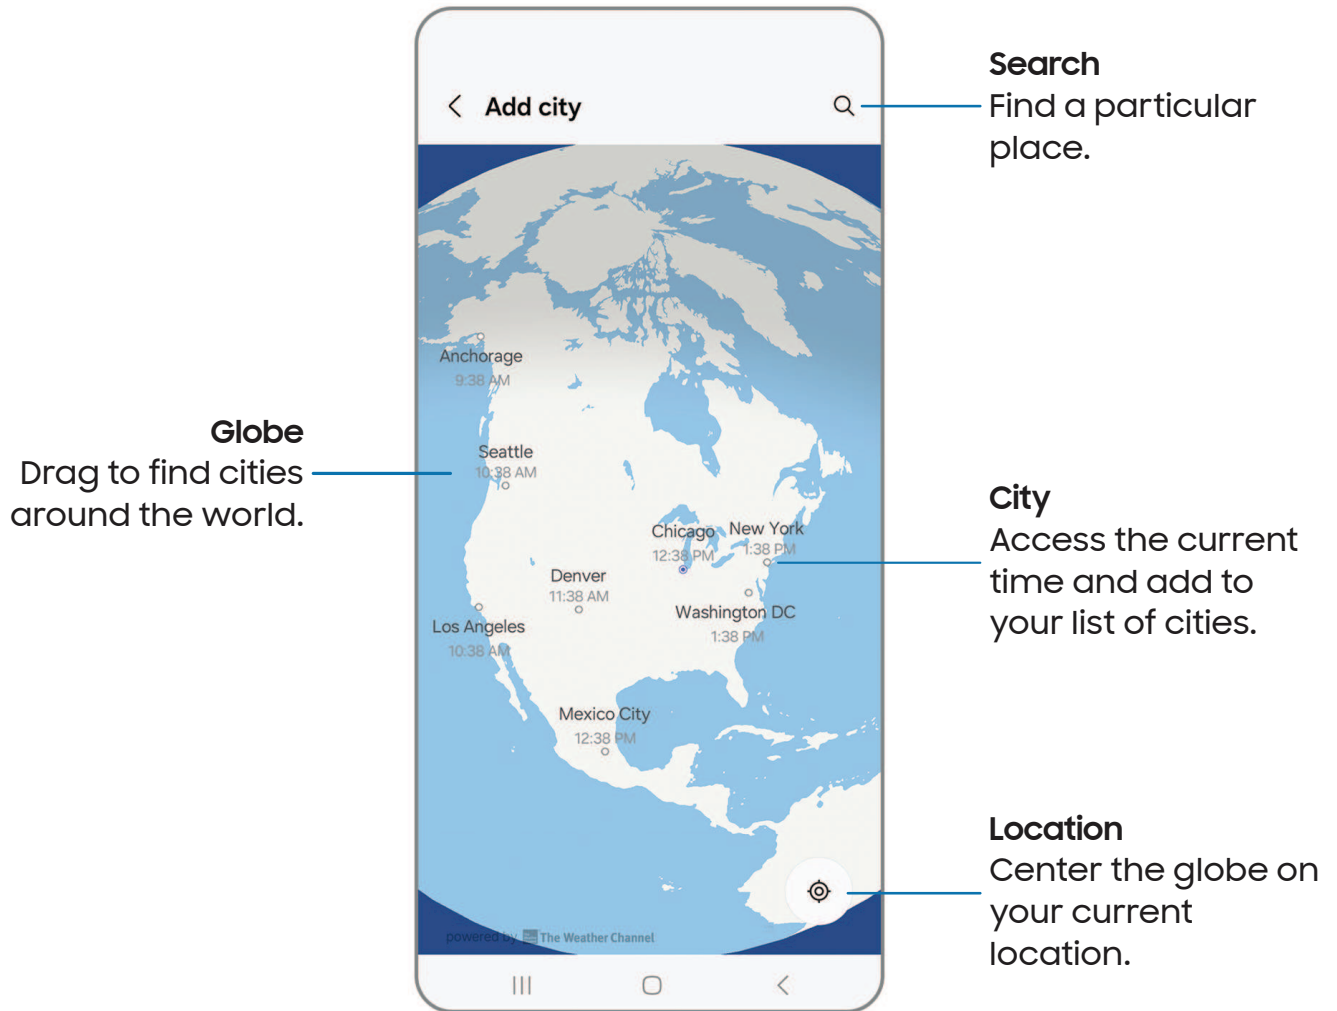 Add city
Search
Find a particular
place.
Anchorage
9:38 AM
Globe
Drag to find cities
around the world.
Seattle
10:38 AM
Chicago
12:38 PM
New York
1:38 PM
City
Access the current
time and add to
your list of cities.
Denver
11:38 AM
Washington DC
1:38 PM
Los Angeles
10:38 AM
Mexico City
12:38 PM
Location
Center the globe on
your current
location.
powered by The Weather Channel